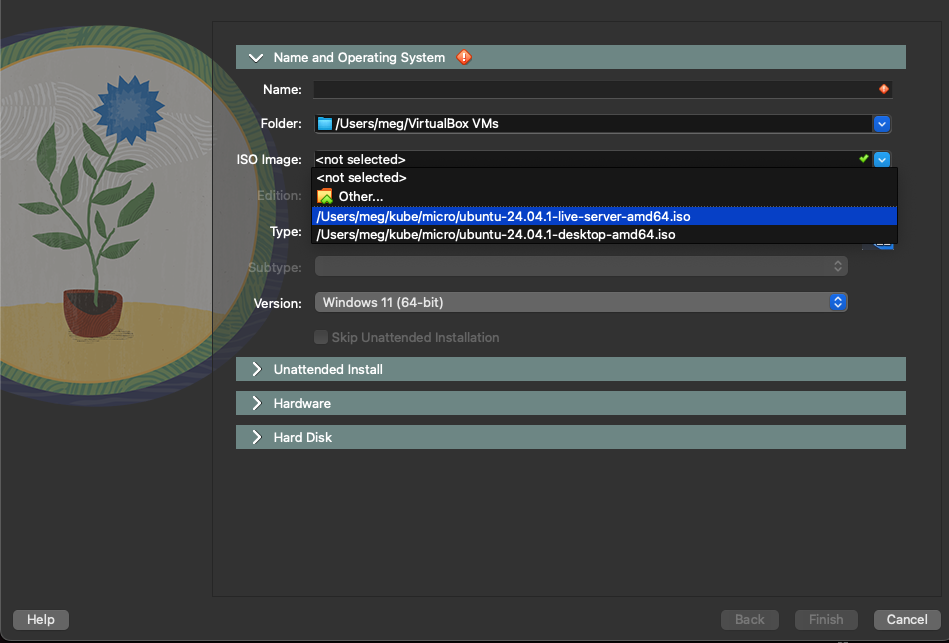 Name and Operating System
Name:
Folder: /Users/meg/VirtualBox VMs
ISO Image: <not selected>
<not selected>
Other...
Edition:
/Users/meg/kube/micro/ubuntu-24.04.1-live-server-amd64.iso
Type: /Users/meg/kube/micro/ubuntu-24.04.1-desktop-amd64.iso
Subtype:
Version: Windows 11 (64-bit)
Skip Unattended Installation
Unattended Install
Hardware
Hard Disk
Help Back Finish Cancel